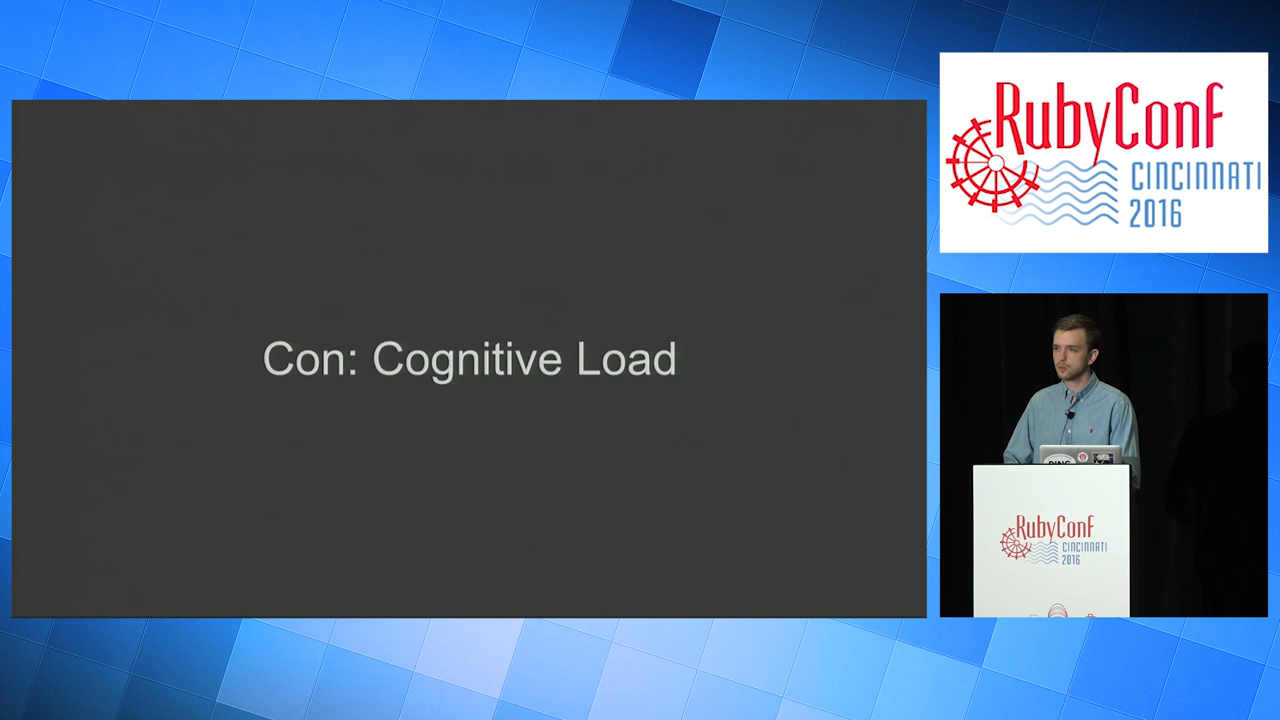 Con: Cognitive Load
RubyConf
CINCINNATI
2016
RubyConf
CINCINNATI
2016